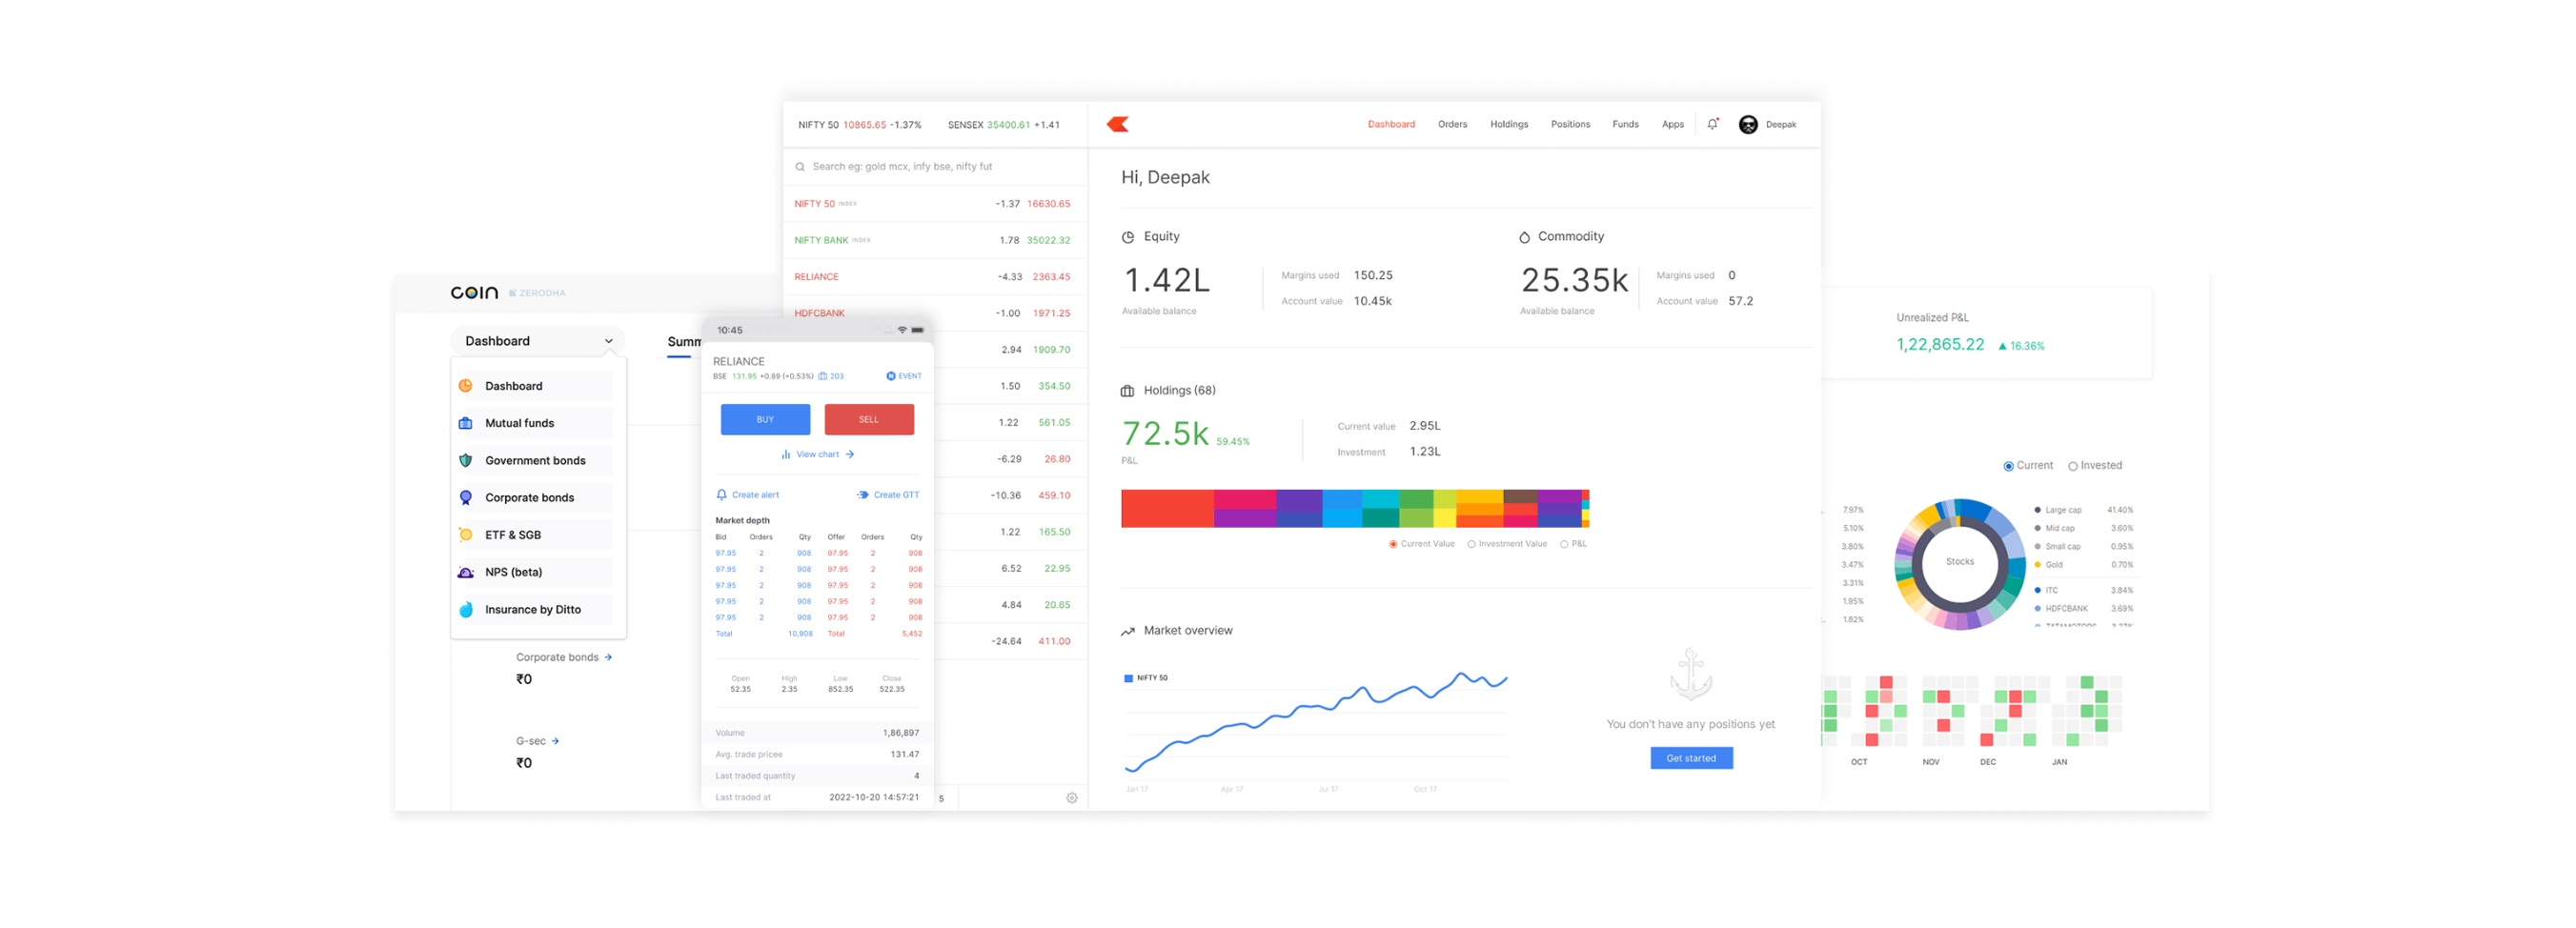 NIFTY 50 10865.65 -1.37% SENSEX 35400.61 +1.41
Dashboard Orders Holdings Positions Funds Apps Deepak
Search eg: gold mcx, infy bse, nifty fut
NIFTY 50 INDEX -1.37 16630.65
NIFTY BANK INDEX 1.78 35022.32
RELIANCE -4.33 2363.45
HDFCBANK -1.00 1971.25
2.94 1909.70
1.50 354.50
1.22 561.05
-6.29 26.80
-10.36 459.10
1.22 165.50
6.52 22.95
4.84 20.65
-24.64 411.00
5
Hi, Deepak
Equity
1.42L
Available balance
Margins used 150.25
Account value 10.45k
Commodity
25.35k
Available balance
Margins used 0
Account value 57.2
Holdings (68)
72.5k 59.45%
P&L
Current value 2.95L
Investment 1.23L
Current Value Investment Value P&L
Market overview
NIFTY 50
Jan 17 Apr 17 Jul 17 Oct 17
You don't have any positions yet
Get started
COIN ZERODHA
Dashboard
Summ
Dashboard
Mutual funds
Government bonds
Corporate bonds
ETF & SGB
NPS (beta)
Insurance by Ditto
Corporate bonds
₹0
G-sec
₹0
10:45
RELIANCE
BSE 131.95 +0.89 (+0.53%) 203 EVENT
BUY SELL
View chart
Create alert Create GTT
Market depth
Bid Orders Qty Offer Orders Qty
97.95 2 908 97.95 2 908
97.95 2 908 97.95 2 908
97.95 2 908 97.95 2 908
97.95 2 908 97.95 2 908
97.95 2 908 97.95 2 908
Total 10,908 Total 5,452
Open High Low Close
52.35 2.35 852.35 522.35
Volume 1,86,897
Avg. trade pricee 131.47
Last traded quantity 4
Last traded at 2022-10-20 14:57:21
Unrealized P&L
1,22,865.22 16.36%
Current Invested
7.97%
5.10%
3.80%
3.47%
3.31%
1.95%
1.82%
Stocks
Large cap 41.40%
Mid cap 3.60%
Small cap 0.95%
Gold 0.70%
ITC 3.84%
HDFCBANK 3.69%
OCT NOV DEC JAN